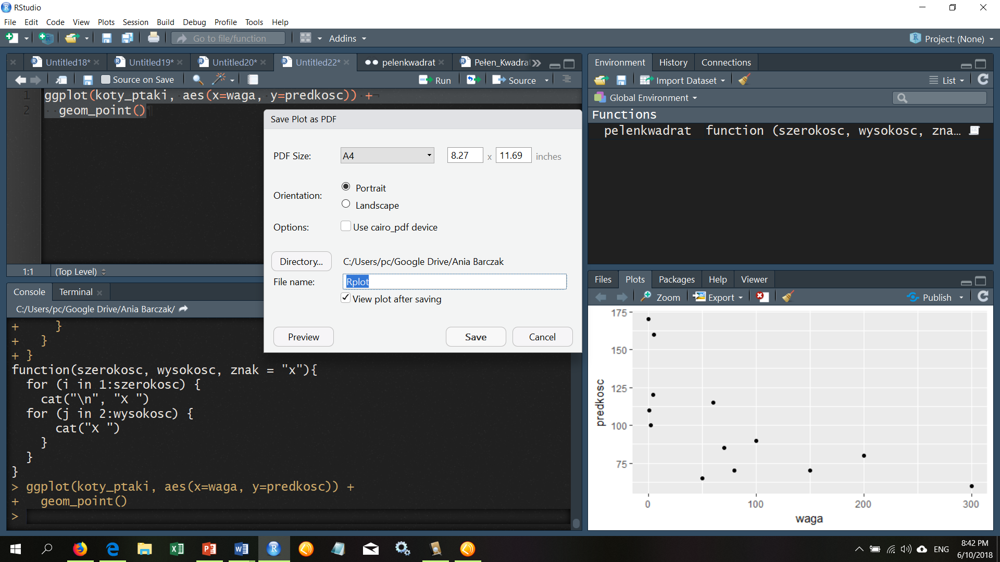 RStudio
File Edit Code View Plots Session Build Debug Profile Tools Help
Go to file/function Addins Project: (None)
Untitled18* Untitled19* Untitled20* Untitled22* pelenkwadrat Pełen_Kwadra
Source on Save Run Source
1 ggplot(koty_ptaki, aes(x=waga, y=predkosc)) +
2 geom_point()
1:1 (Top Level)
Save Plot as PDF
PDF Size: A4 8.27 x 11.69 inches
Orientation: Portrait
Landscape
Options: Use cairo_pdf device
Directory... C:/Users/pc/Google Drive/Ania Barczak
File name: Rplot
View plot after saving
Preview Save Cancel
Console Terminal
C:/Users/pc/Google Drive/Ania Barczak/
+ }
+ }
+ }
function(szerokosc, wysokosc, znak = "x"){
for (i in 1:szerokosc) {
cat("\n", "X ")
for (j in 2:wysokosc) {
cat("X ")
}
}
}
> ggplot(koty_ptaki, aes(x=waga, y=predkosc)) +
+ geom_point()
>
Environment History Connections
Import Dataset List
Global Environment
Functions
pelenkwadrat function (szerokosc, wysokosc, zna…
Files Plots Packages Help Viewer
Zoom Export Publish
predkosc
175
150
125
100
75
0 100 200 300
waga
ENG
8:42 PM
6/10/2018